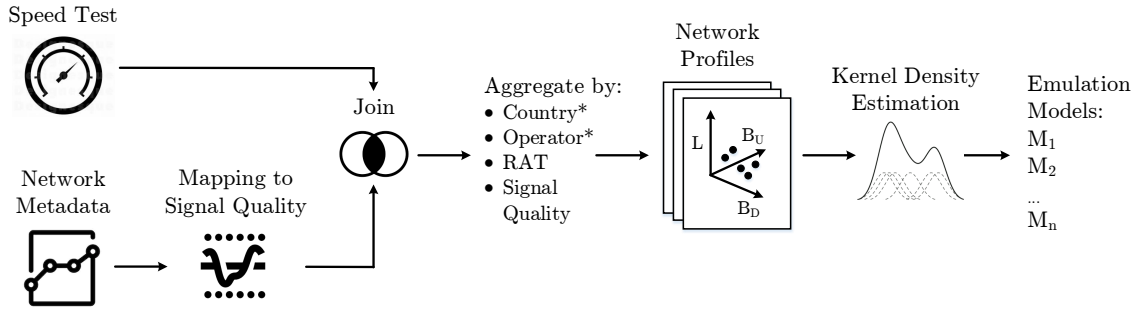 Speed Test
Network
Metadata
Mapping to
Signal Quality
Join
Aggregate by:
• Country*
• Operator*
• RAT
• Signal
Quality
Network
Profiles
L
B_U
B_D
Kernel Density
Estimation
Emulation
Models:
M_1
M_2
...
M_n